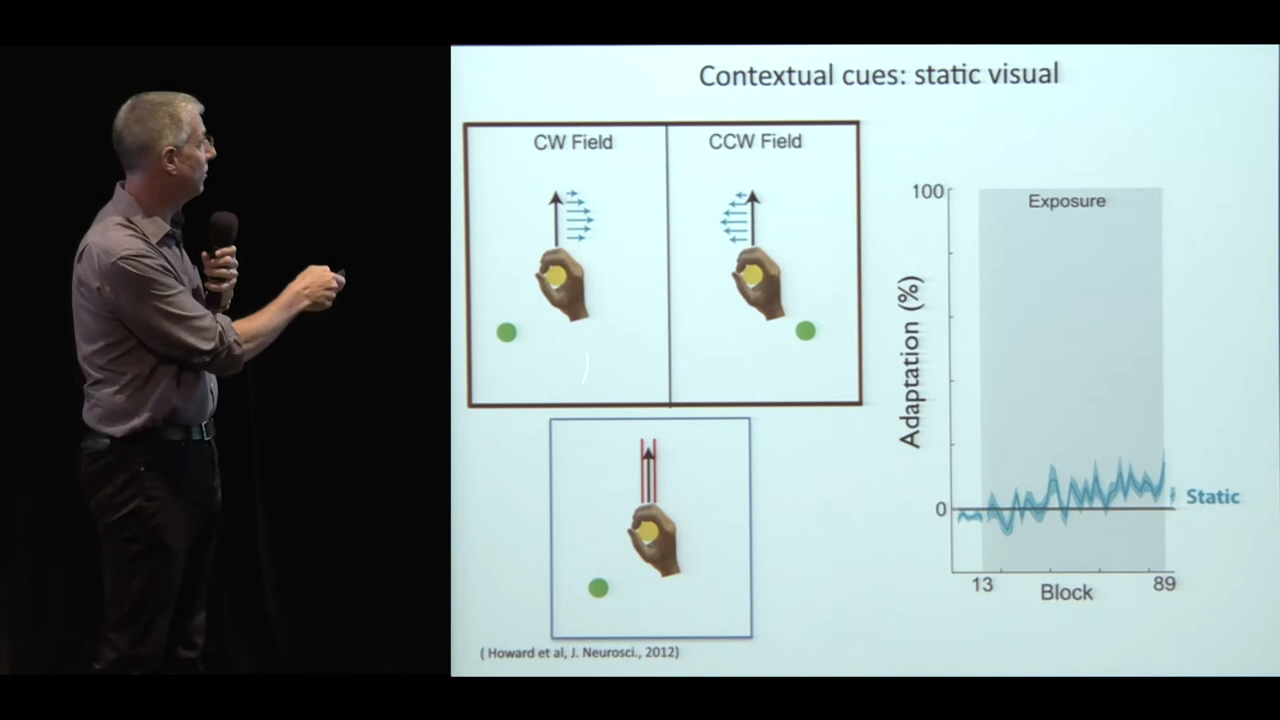 Contextual cues: static visual
CW Field
CCW Field
100
Exposure
Adaptation (%)
0
Static
13
89
Block
( Howard et al, J. Neurosci., 2012)